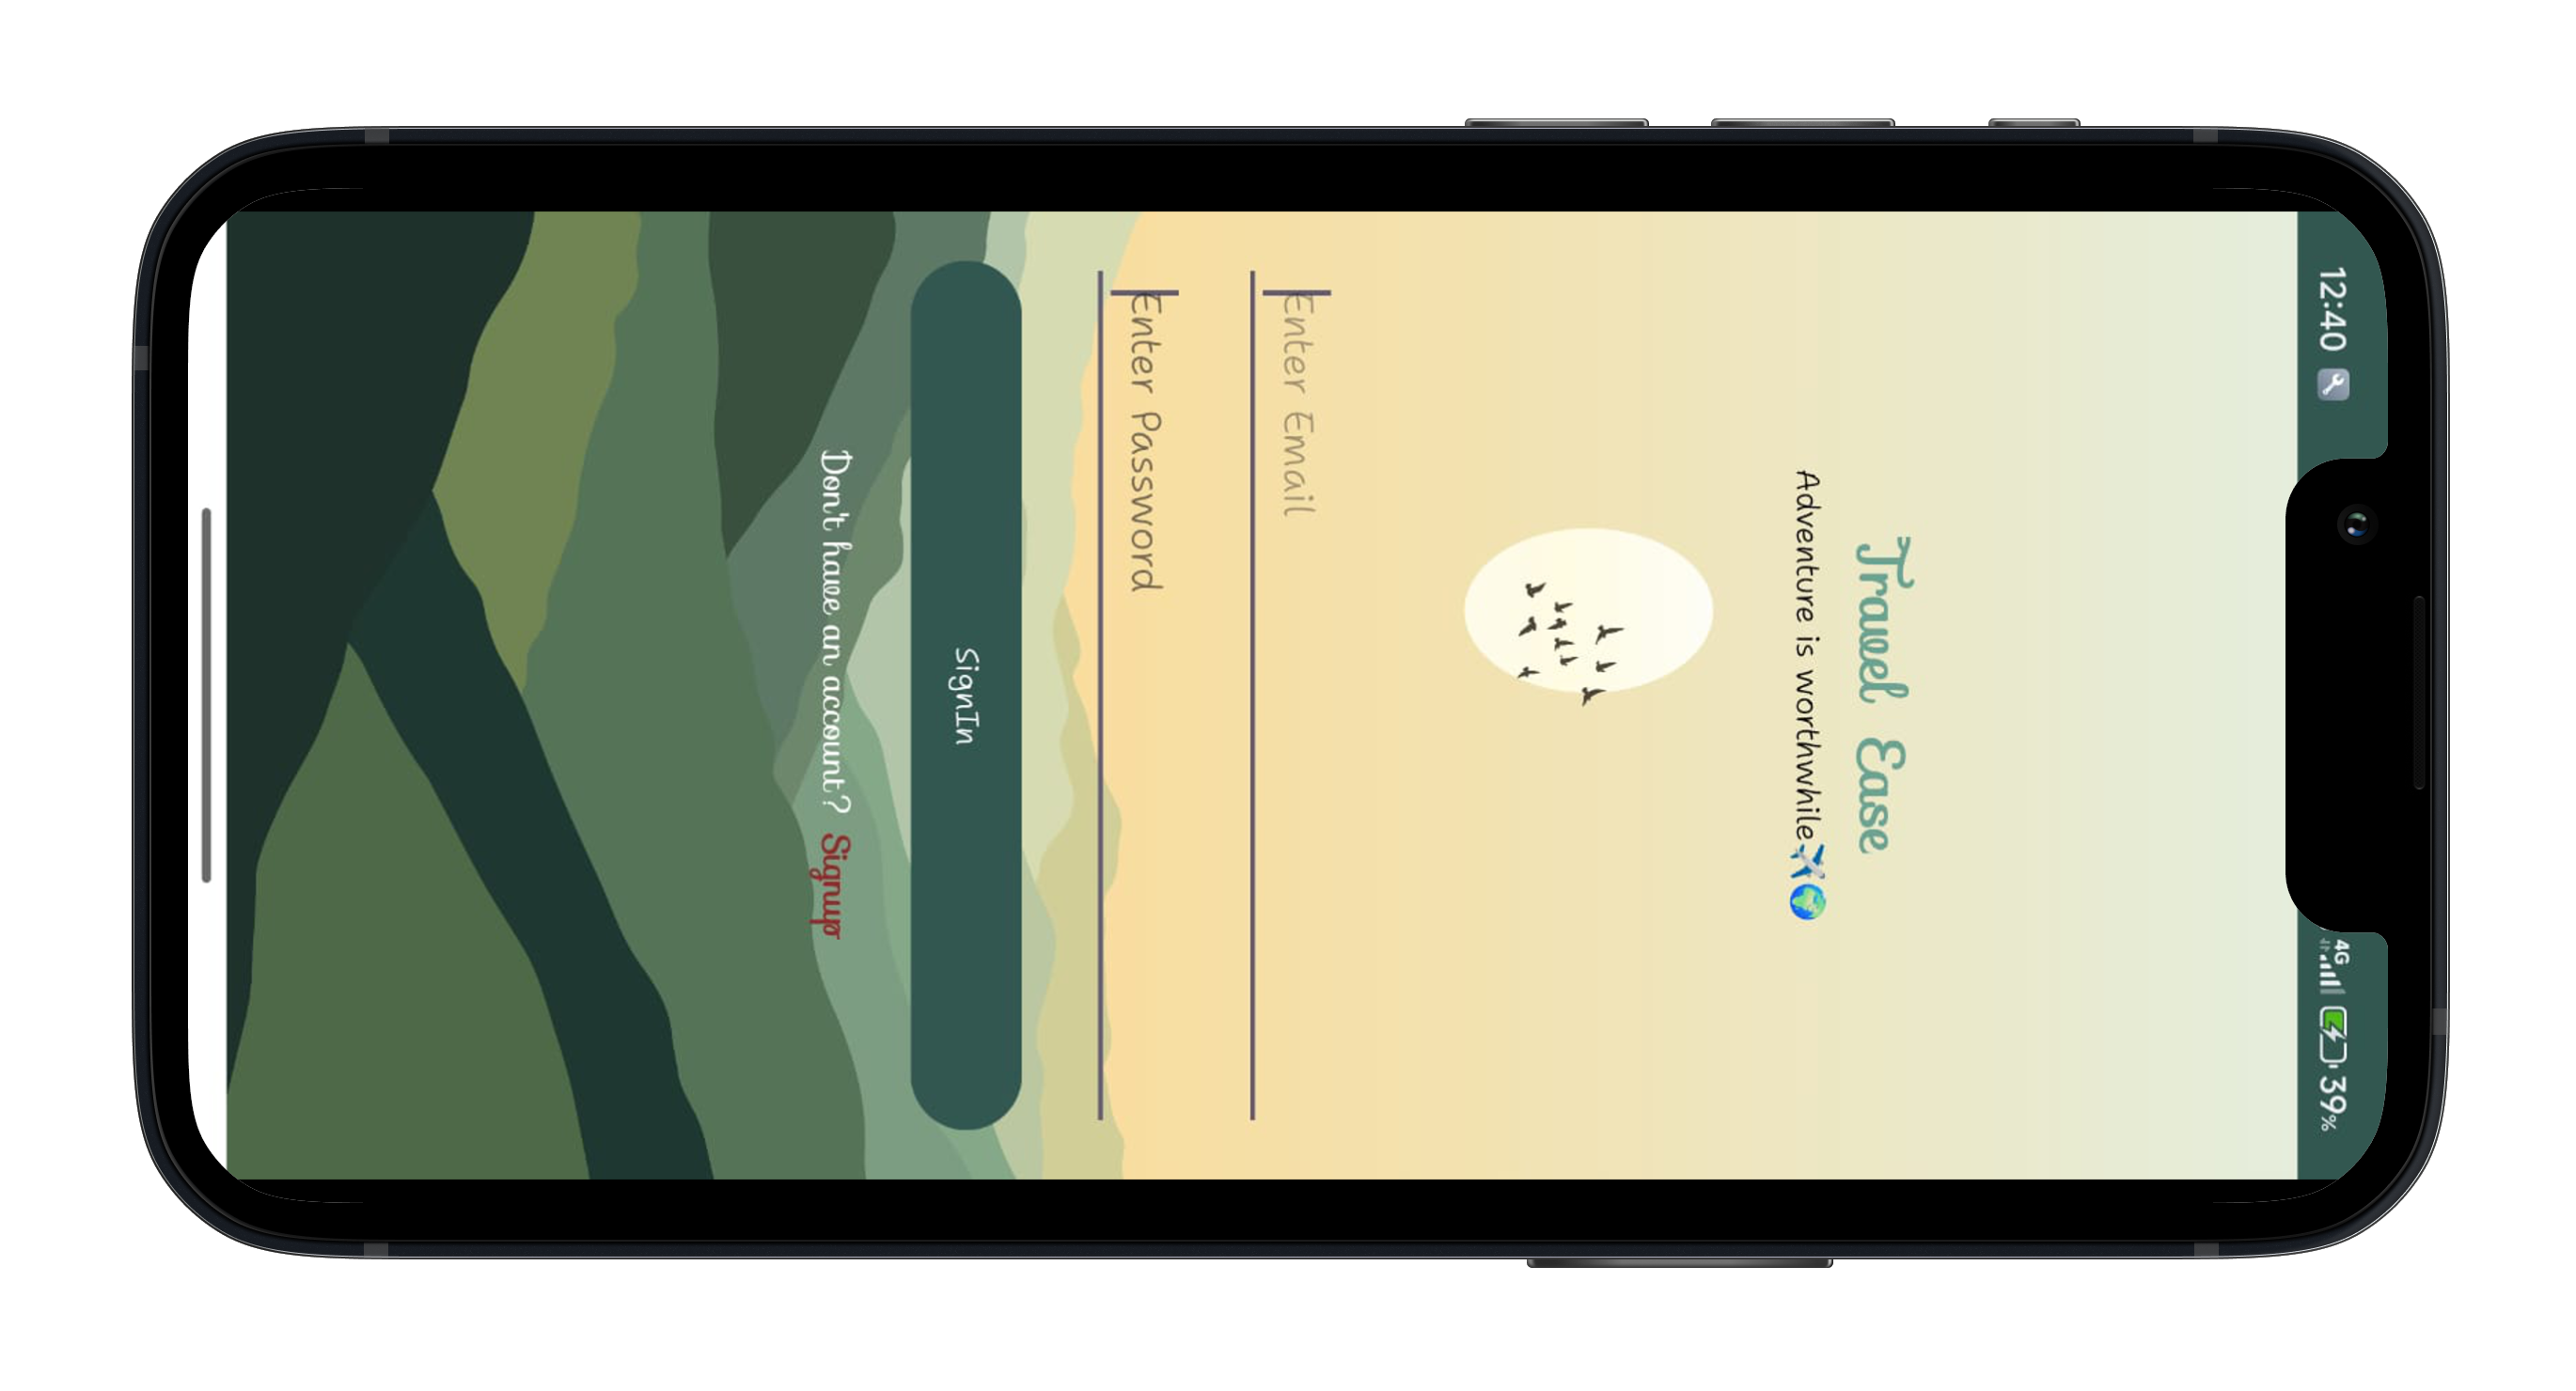 12:40 4G 39%
Travel Ease
Adventure is worthwhile✈️🌍
Enter Email
Enter Password
SignIn
Don't have an account? Signup